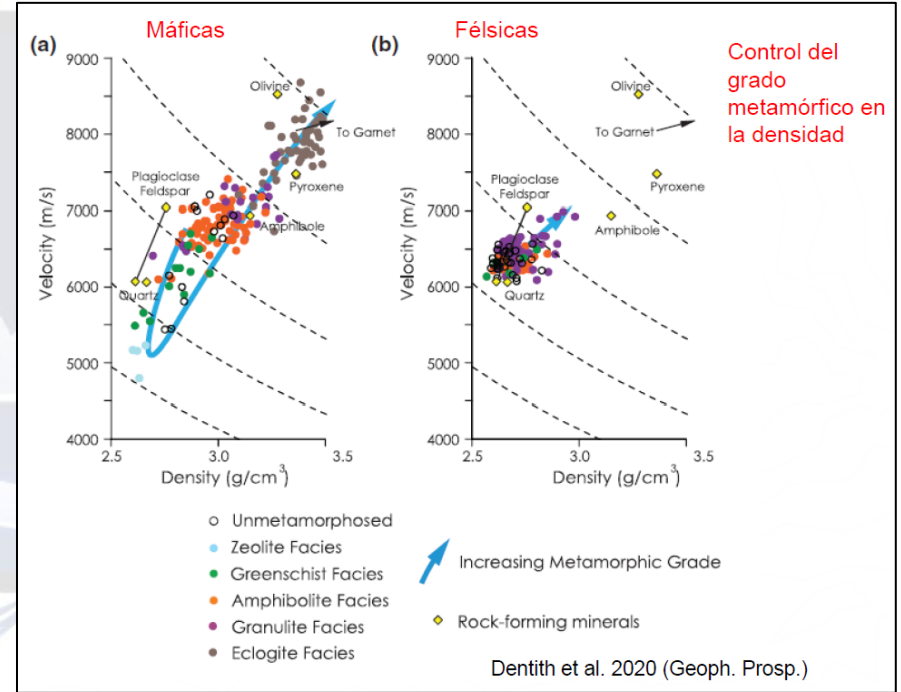 Máficas
Félsicas
Control del
grado
metamórfico en
la densidad
(a)
9000
8000
7000
6000
5000
4000
Velocity (m/s)
Olivine
To Garnet
Pyroxene
Plagioclase
Feldspar
Amphibole
Quartz
2.5
3.0
3.5
Density (g/cm³)
(b)
9000
8000
7000
6000
5000
4000
Velocity (m/s)
Olivine
To Garnet
Pyroxene
Plagioclase
Feldspar
Amphibole
Quartz
2.5
3.0
3.5
Density (g/cm³)
Unmetamorphosed
Zeolite Facies
Greenschist Facies
Amphibolite Facies
Granulite Facies
Eclogite Facies
Increasing Metamorphic Grade
Rock-forming minerals
Dentith et al. 2020 (Geoph. Prosp.)